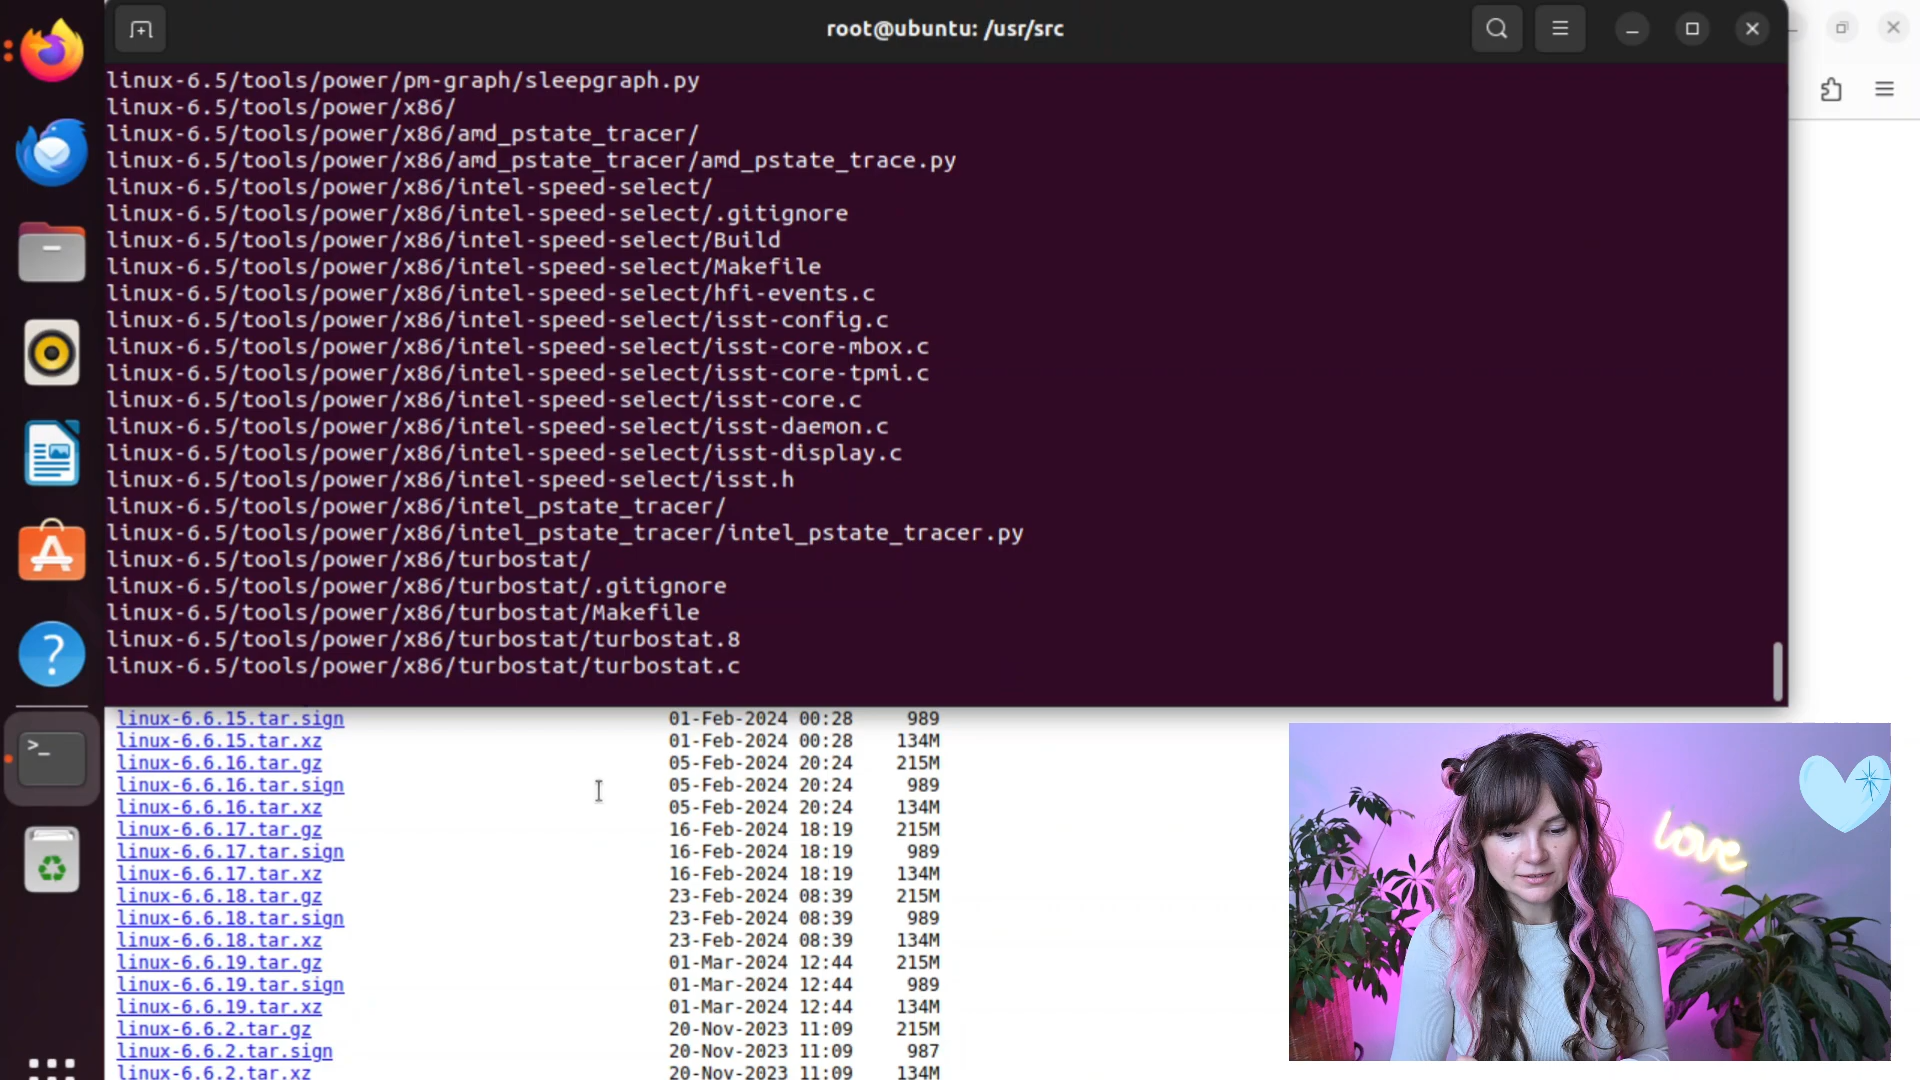 root@ubuntu: /usr/src
linux-6.5/tools/power/pm-graph/sleepgraph.py
linux-6.5/tools/power/x86/
linux-6.5/tools/power/x86/amd_pstate_tracer/
linux-6.5/tools/power/x86/amd_pstate_tracer/amd_pstate_trace.py
linux-6.5/tools/power/x86/intel-speed-select/
linux-6.5/tools/power/x86/intel-speed-select/.gitignore
linux-6.5/tools/power/x86/intel-speed-select/Build
linux-6.5/tools/power/x86/intel-speed-select/Makefile
linux-6.5/tools/power/x86/intel-speed-select/hfi-events.c
linux-6.5/tools/power/x86/intel-speed-select/isst-config.c
linux-6.5/tools/power/x86/intel-speed-select/isst-core-mbox.c
linux-6.5/tools/power/x86/intel-speed-select/isst-core-tpmi.c
linux-6.5/tools/power/x86/intel-speed-select/isst-core.c
linux-6.5/tools/power/x86/intel-speed-select/isst-daemon.c
linux-6.5/tools/power/x86/intel-speed-select/isst-display.c
linux-6.5/tools/power/x86/intel-speed-select/isst.h
linux-6.5/tools/power/x86/intel_pstate_tracer/
linux-6.5/tools/power/x86/intel_pstate_tracer/intel_pstate_tracer.py
linux-6.5/tools/power/x86/turbostat/
linux-6.5/tools/power/x86/turbostat/.gitignore
linux-6.5/tools/power/x86/turbostat/Makefile
linux-6.5/tools/power/x86/turbostat/turbostat.8
linux-6.5/tools/power/x86/turbostat/turbostat.c
linux-6.6.15.tar.sign 01-Feb-2024 00:28 989
linux-6.6.15.tar.xz 01-Feb-2024 00:28 134M
linux-6.6.16.tar.gz 05-Feb-2024 20:24 215M
linux-6.6.16.tar.sign 05-Feb-2024 20:24 989
linux-6.6.16.tar.xz 05-Feb-2024 20:24 134M
linux-6.6.17.tar.gz 16-Feb-2024 18:19 215M
linux-6.6.17.tar.sign 16-Feb-2024 18:19 989
linux-6.6.17.tar.xz 16-Feb-2024 18:19 134M
linux-6.6.18.tar.gz 23-Feb-2024 08:39 215M
linux-6.6.18.tar.sign 23-Feb-2024 08:39 989
linux-6.6.18.tar.xz 23-Feb-2024 08:39 134M
linux-6.6.19.tar.gz 01-Mar-2024 12:44 215M
linux-6.6.19.tar.sign 01-Mar-2024 12:44 989
linux-6.6.19.tar.xz 01-Mar-2024 12:44 134M
linux-6.6.2.tar.gz 20-Nov-2023 11:09 215M
linux-6.6.2.tar.sign 20-Nov-2023 11:09 987
linux-6.6.2.tar.xz 20-Nov-2023 11:09 134M
love